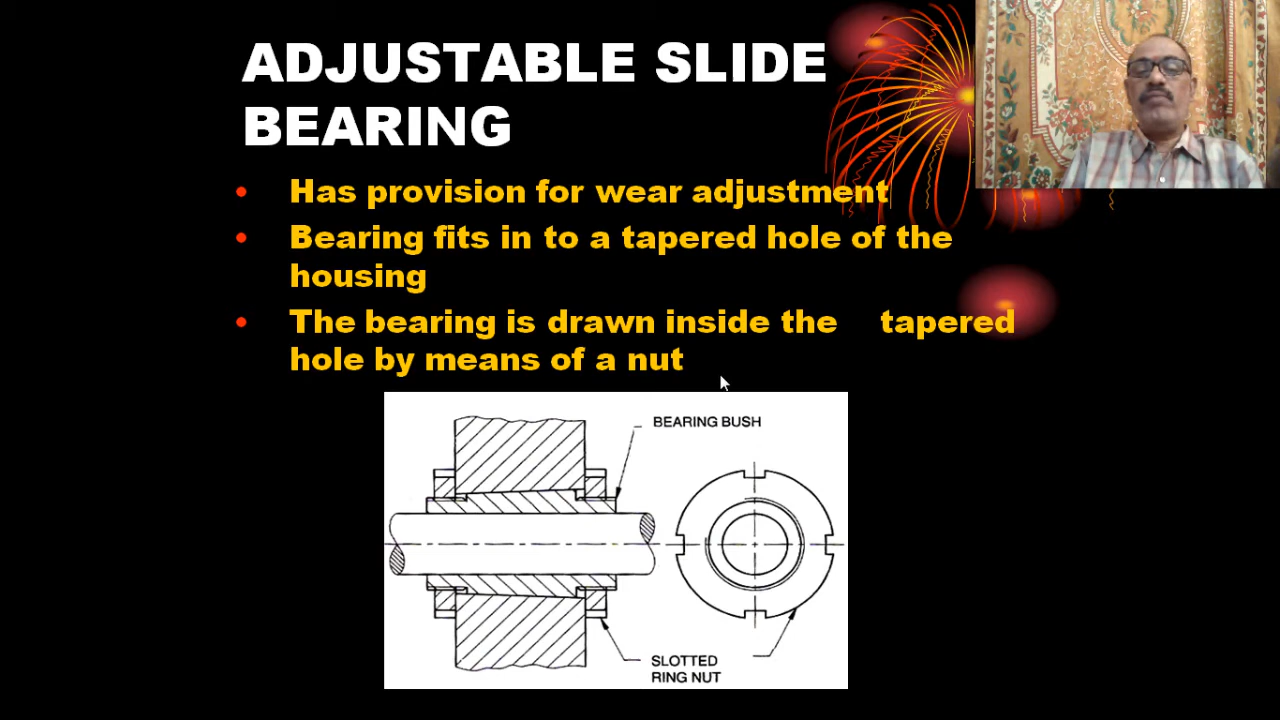 ADJUSTABLE SLIDE
BEARING
• Has provision for wear adjustment
• Bearing fits in to a tapered hole of the
housing
• The bearing is drawn inside the tapered
hole by means of a nut
BEARING BUSH
SLOTTED
RING NUT